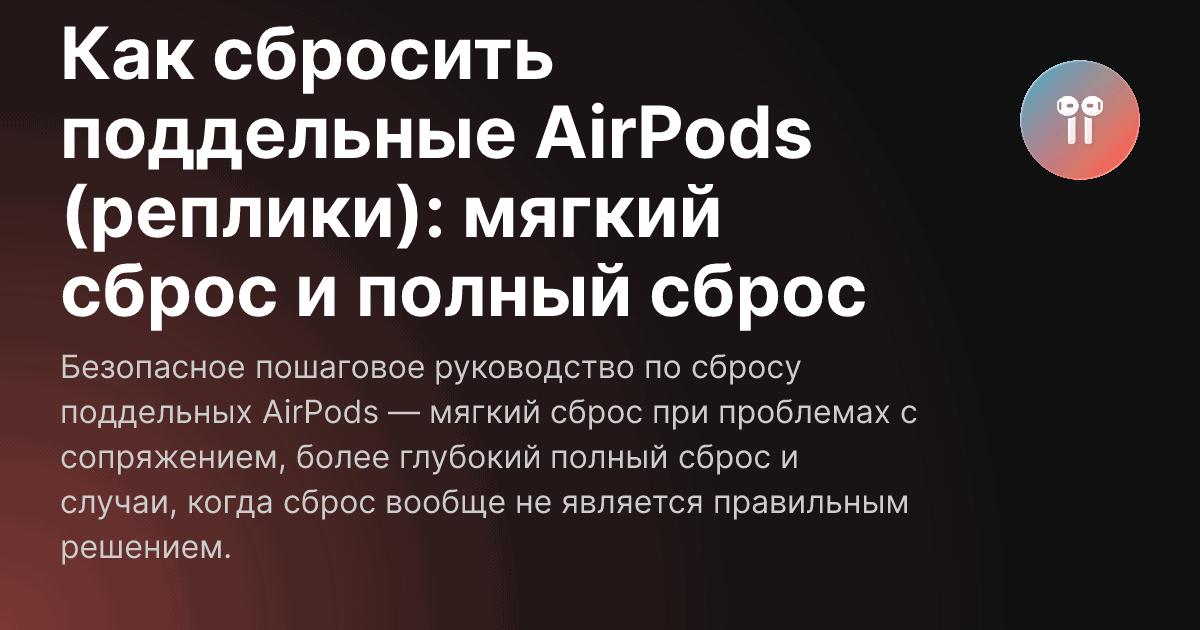 Как сбросить
поддельные AirPods
(реплики): мягкий
сброс и полный сброс
Безопасное пошаговое руководство по сбросу
поддельных AirPods — мягкий сброс при проблемах с
сопряжением, более глубокий полный сброс и
случаи, когда сброс вообще не является правильным
решением.